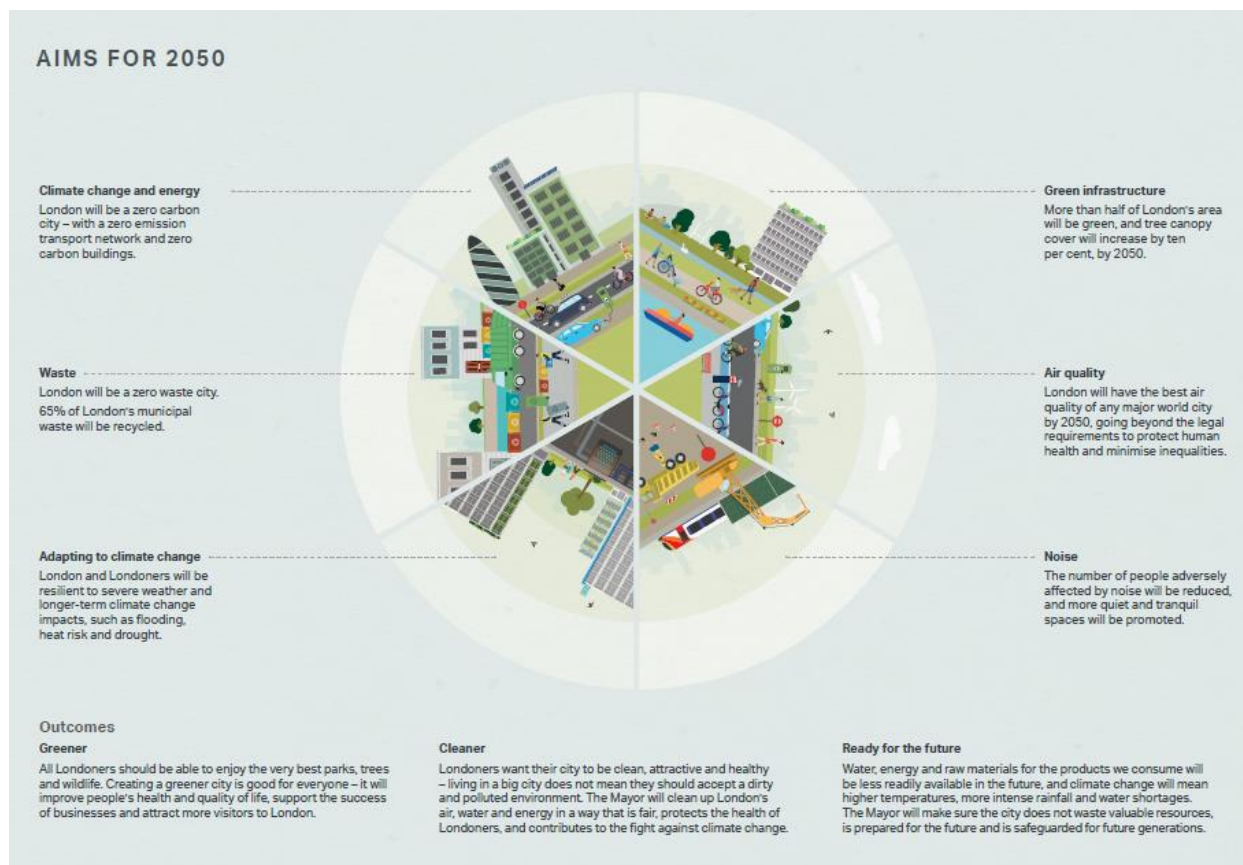 AIMS FOR 2050
Climate change and energy
London will be a zero carbon
city – with a zero emission
transport network and zero
carbon buildings.
Waste
London will be a zero waste city.
65% of London's municipal
waste will be recycled.
Adapting to climate change
London and Londoners will be
resilient to severe weather and
longer-term climate change
impacts, such as flooding,
heat risk and drought.
Green infrastructure
More than half of London's area
will be green, and tree canopy
cover will increase by ten
per cent, by 2050.
Air quality
London will have the best air
quality of any major world city
by 2050, going beyond the legal
requirements to protect human
health and minimise inequalities.
Noise
The number of people adversely
affected by noise will be reduced,
and more quiet and tranquil
spaces will be promoted.
Outcomes
Greener
All Londoners should be able to enjoy the very best parks, trees
and wildlife. Creating a greener city is good for everyone – it will
improve people's health and quality of life, support the success
of businesses and attract more visitors to London.
Cleaner
Londoners want their city to be clean, attractive and healthy
– living in a big city does not mean they should accept a dirty
and polluted environment. The Mayor will clean up London's
air, water and energy in a way that is fair, protects the health of
Londoners, and contributes to the fight against climate change.
Ready for the future
Water, energy and raw materials for the products we consume will
be less readily available in the future, and climate change will mean
higher temperatures, more intense rainfall and water shortages.
The Mayor will make sure the city does not waste valuable resources,
is prepared for the future and is safeguarded for future generations.